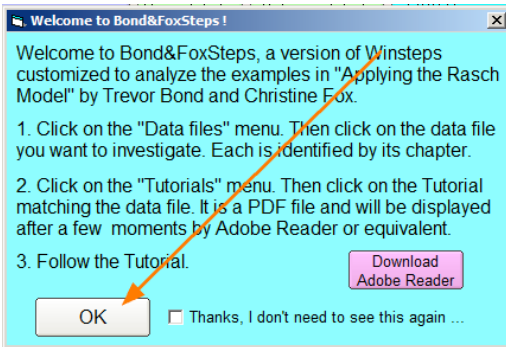 Welcome to Bond&FoxSteps !
Welcome to Bond&FoxSteps, a version of Winsteps
customized to analyze the examples in "Applying the Rasch
Model" by Trevor Bond and Christine Fox.
1. Click on the "Data files" menu. Then click on the data file
you want to investigate. Each is identified by its chapter.
2. Click on the "Tutorials" menu. Then click on the Tutorial
matching the data file. It is a PDF file and will be displayed
after a few moments by Adobe Reader or equivalent.
3. Follow the Tutorial.
Download
Adobe Reader
OK
Thanks, I don't need to see this again ...